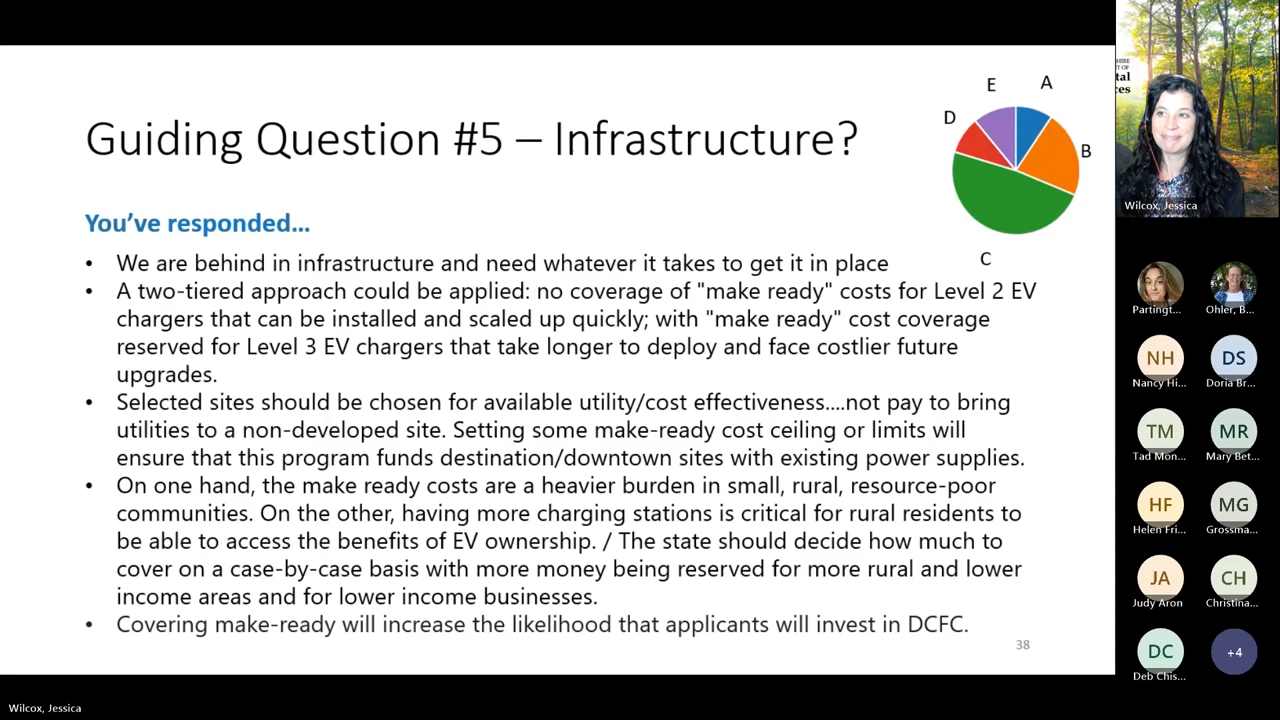 Guiding Question #5 – Infrastructure?
E
A
D
B
C
You've responded...
• We are behind in infrastructure and need whatever it takes to get it in place
• A two-tiered approach could be applied: no coverage of "make ready" costs for Level 2 EV
chargers that can be installed and scaled up quickly; with "make ready" cost coverage
reserved for Level 3 EV chargers that take longer to deploy and face costlier future
upgrades.
• Selected sites should be chosen for available utility/cost effectiveness....not pay to bring
utilities to a non-developed site. Setting some make-ready cost ceiling or limits will
ensure that this program funds destination/downtown sites with existing power supplies.
• On one hand, the make ready costs are a heavier burden in small, rural, resource-poor
communities. On the other, having more charging stations is critical for rural residents to
be able to access the benefits of EV ownership. / The state should decide how much to
cover on a case-by-case basis with more money being reserved for more rural and lower
income areas and for lower income businesses.
• Covering make-ready will increase the likelihood that applicants will invest in DCFC.
38
HIRE
T OF
tal
ces
Wilcox, Jessica
Partingt...
Ohler, B...
NH
DS
Nancy Hi...
Doria Br...
TM
MR
Tad Mon...
Mary Bet...
HF
MG
Helen Fri...
Grossma...
JA
CH
Judy Aron
Christina...
DC
+4
Deb Chis...
Wilcox, Jessica